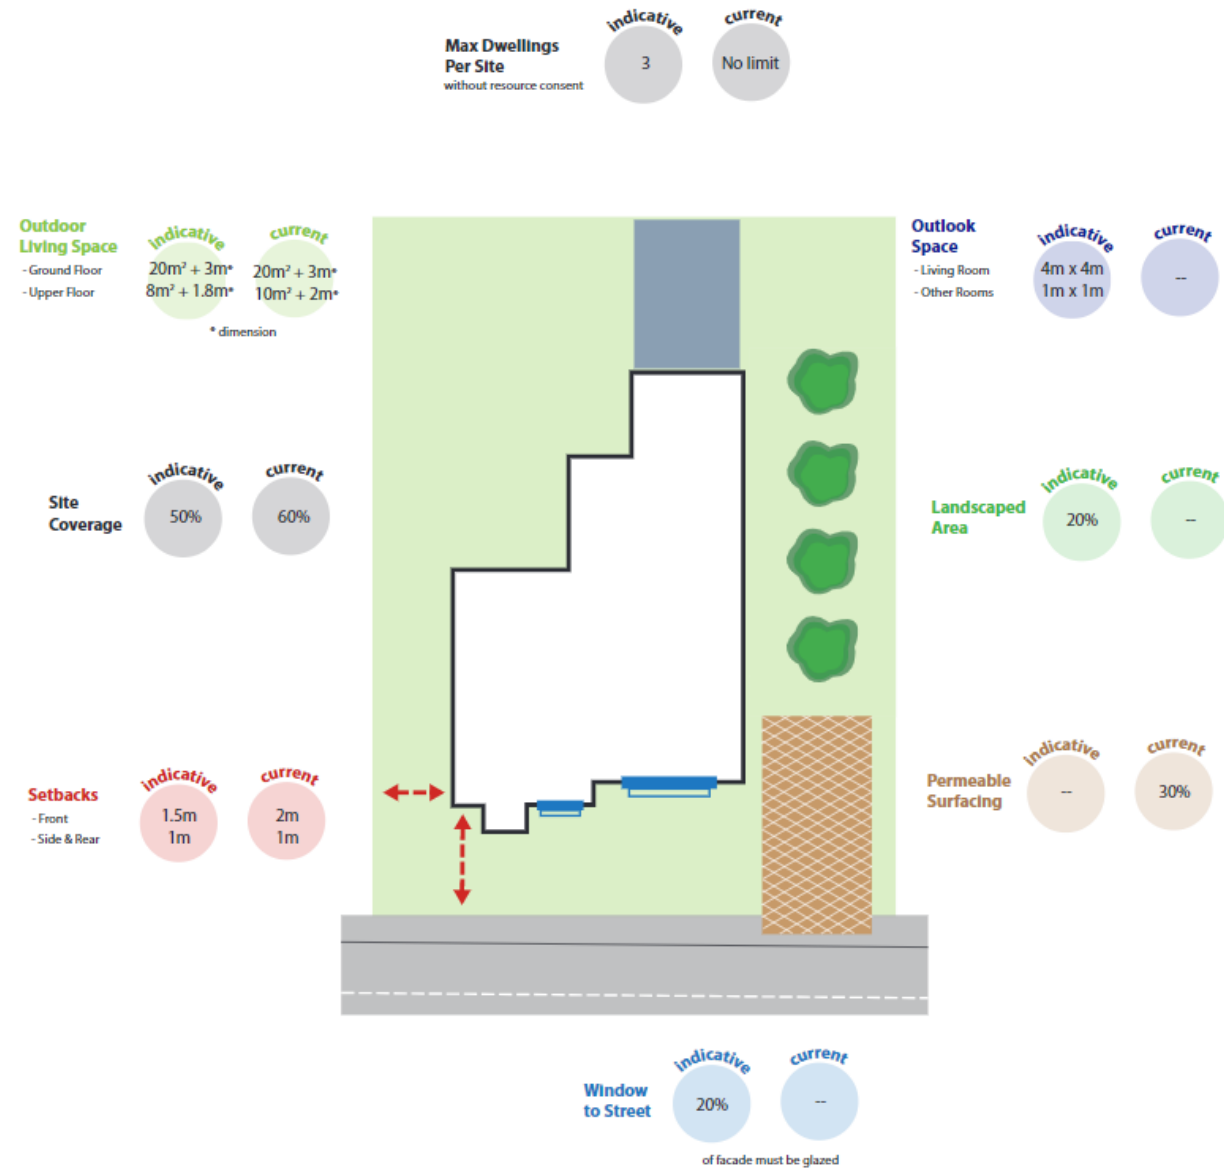 indicative
current
Max Dwellings
Per Site
without resource consent
3
No limit
Outdoor
Living Space
- Ground Floor
- Upper Floor
indicative
20m² + 3m*
8m² + 1.8m*
current
20m² + 3m*
10m² + 2m*
* dimension
Outlook
Space
- Living Room
- Other Rooms
indicative
4m x 4m
1m x 1m
current
--
Site
Coverage
indicative
50%
current
60%
Landscaped
Area
indicative
20%
current
--
Setbacks
- Front
- Side & Rear
indicative
1.5m
1m
current
2m
1m
Permeable
Surfacing
indicative
--
current
30%
Window
to Street
indicative
20%
current
--
of facade must be glazed